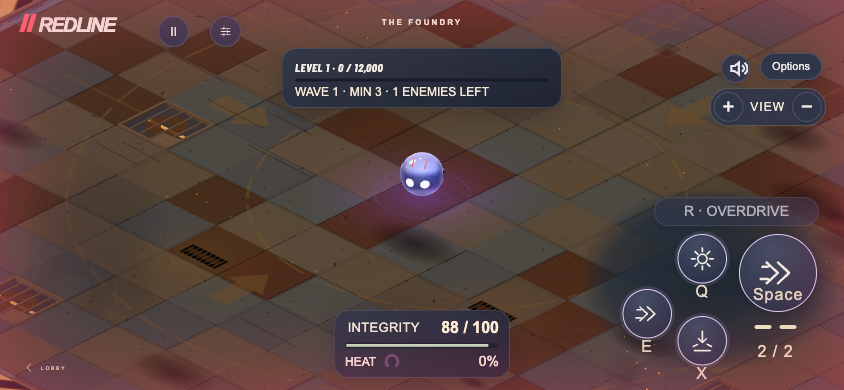 REDLINE
THE FOUNDRY
LEVEL 1 · 0 / 12,000
WAVE 1 · MIN 3 · 1 ENEMIES LEFT
Options
+ VIEW −
R · OVERDRIVE
Q
Space
E
X
2 / 2
INTEGRITY 88 / 100
HEAT 0%
LOBBY